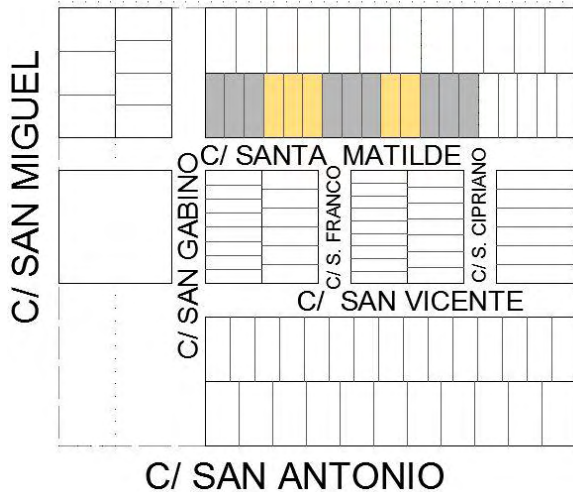 C/ SAN MIGUEL
C/ SANTA MATILDE
C/ SAN GABINO
C/ S. FRANCO
C/ S. CIPRIANO
C/ SAN VICENTE
C/ SAN ANTONIO